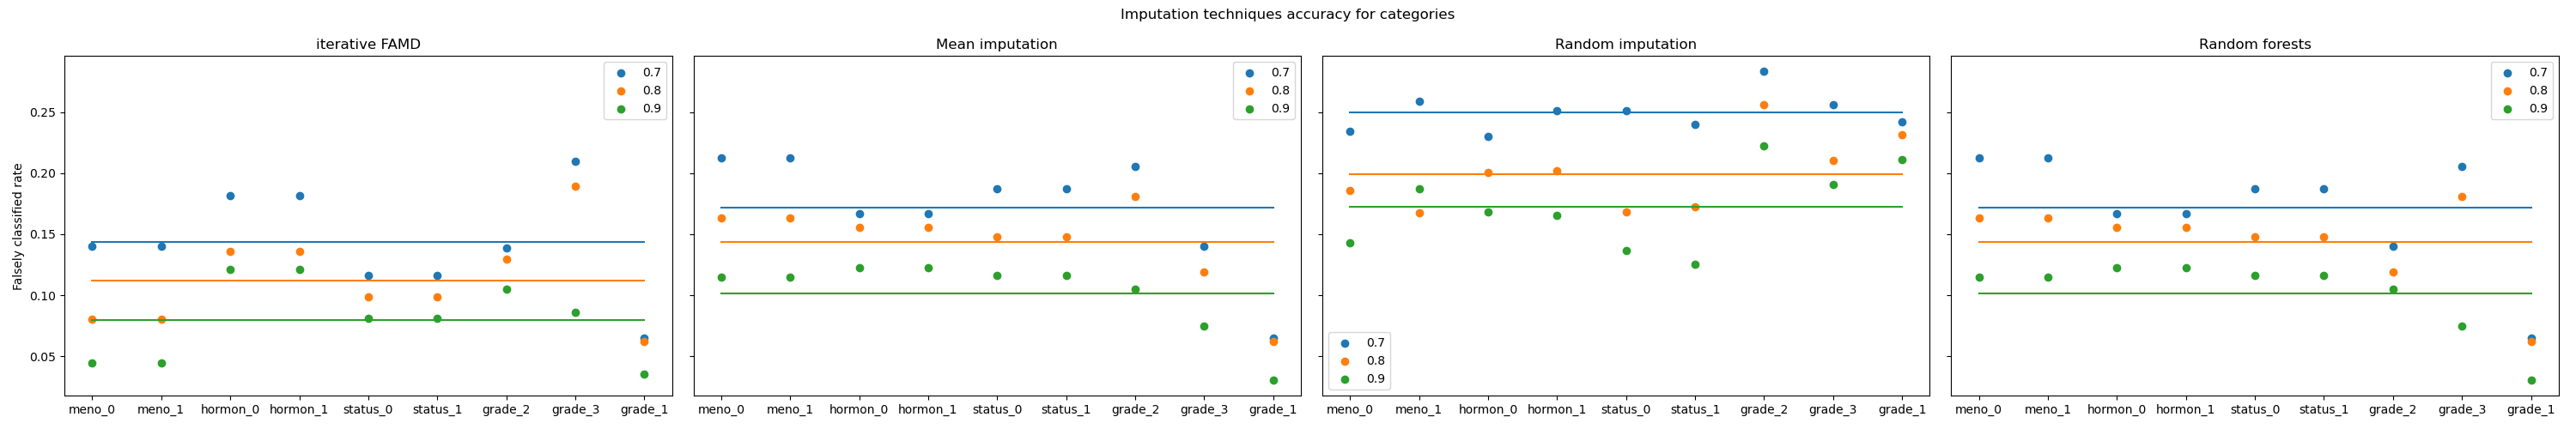 Imputation techniques accuracy for categories
iterative FAMD
Mean imputation
Random imputation
Random forests
Falsely classified rate
0.25
0.20
0.15
0.10
0.05
0.7
0.8
0.9
0.7
0.8
0.9
0.7
0.8
0.9
0.7
0.8
0.9
meno_0 meno_1 hormon_0 hormon_1 status_0 status_1 grade_2 grade_3 grade_1
meno_0 meno_1 hormon_0 hormon_1 status_0 status_1 grade_2 grade_3 grade_1
meno_0 meno_1 hormon_0 hormon_1 status_0 status_1 grade_2 grade_3 grade_1
meno_0 meno_1 hormon_0 hormon_1 status_0 status_1 grade_2 grade_3 grade_1